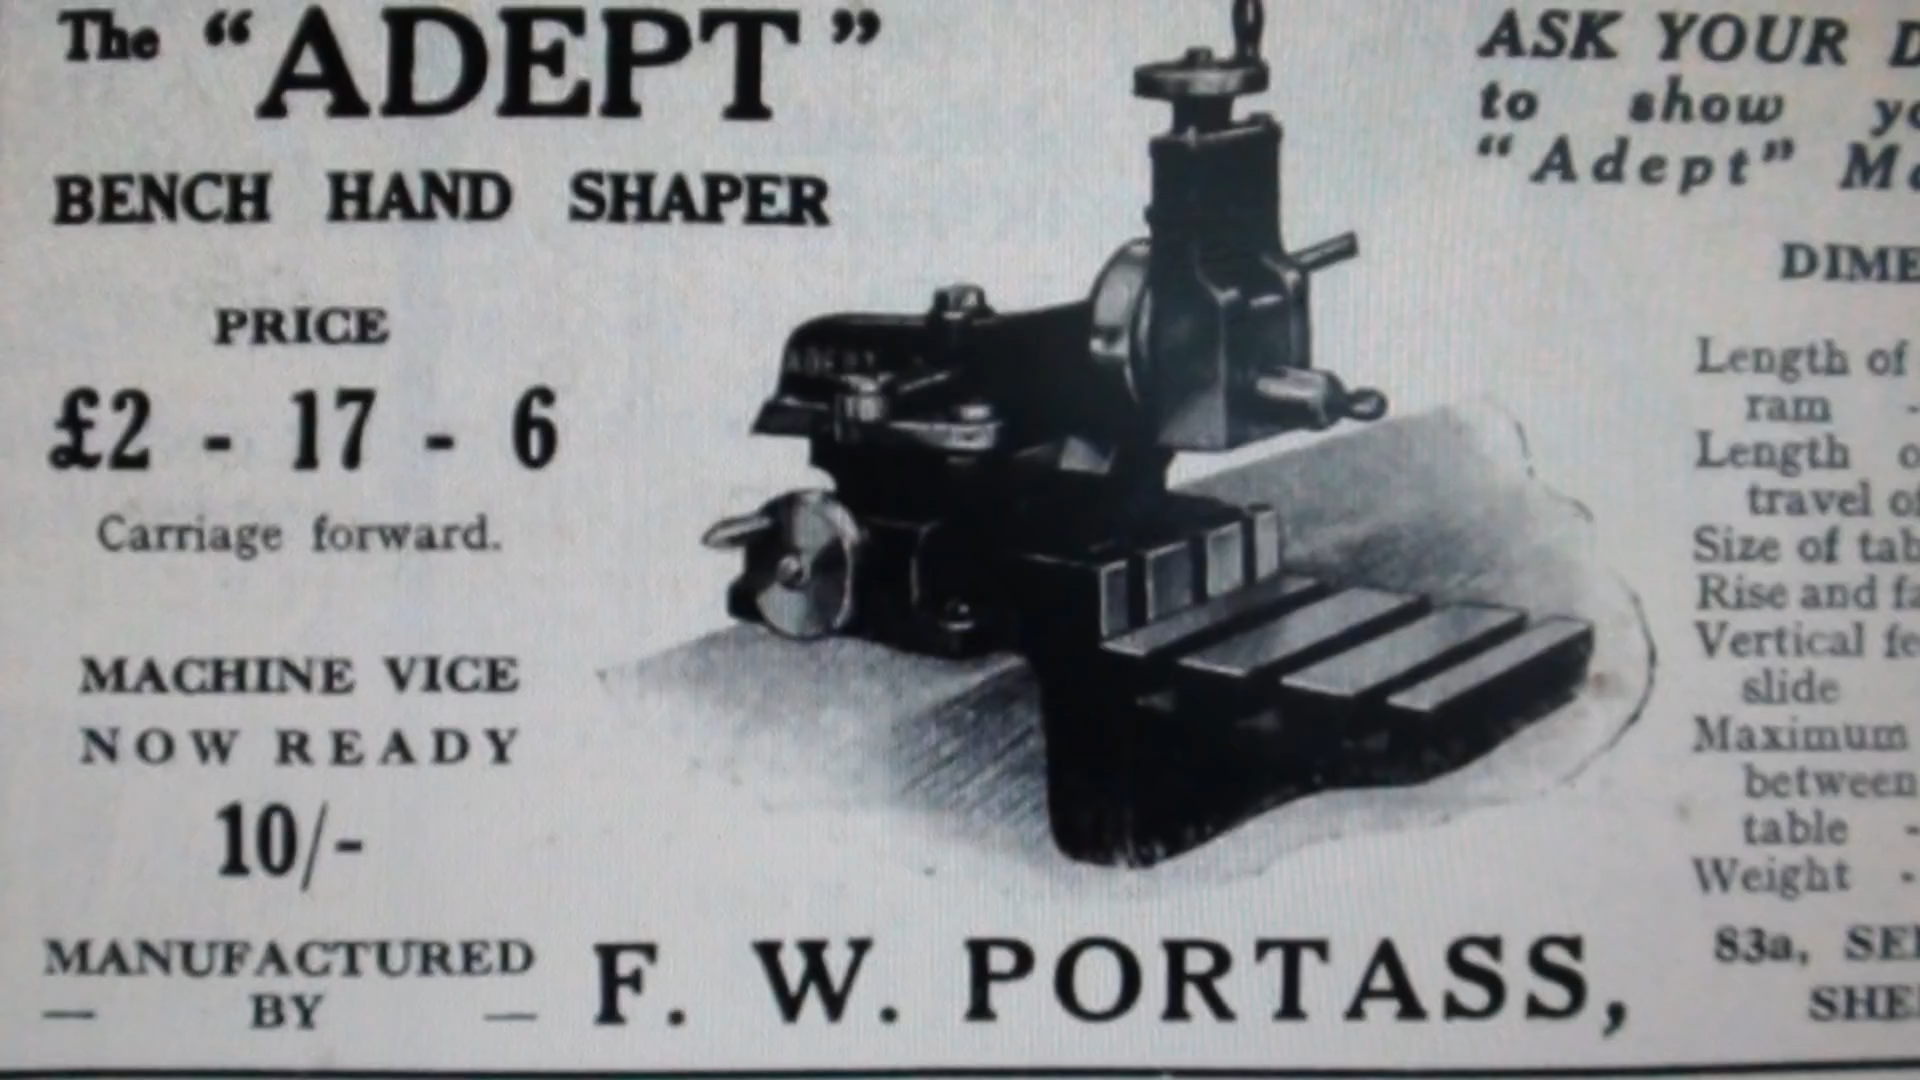 The “ADEPT”
BENCH HAND SHAPER
PRICE
£2 - 17 - 6
Carriage forward.
MACHINE VICE
NOW READY
10/-
MANUFACTURED
— BY —
F. W. PORTASS,
ASK YOUR
to show
“Adept”
Length of
ram -
Length
travel of
Size of
Rise and
Vertical
slide
Maximum
between
table -
Weight -
83a,